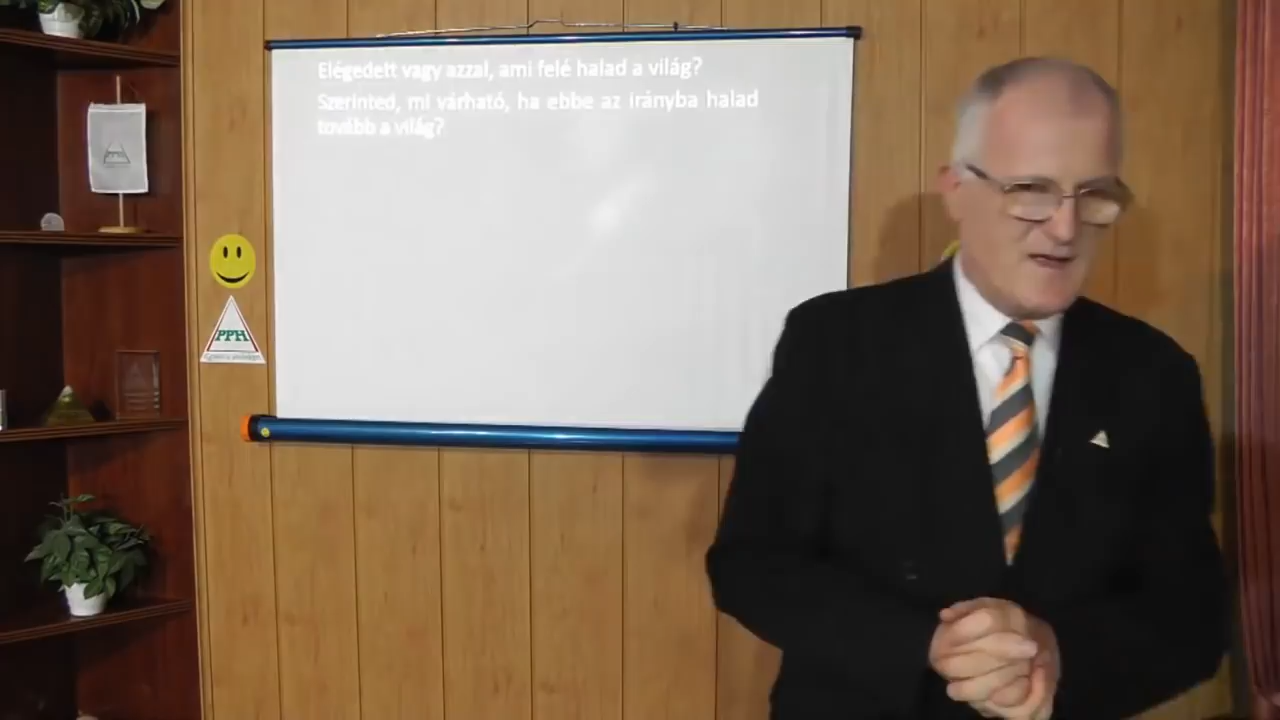 Elégedett vagy azzal, ami felé halad a világ?
Szerinted, mi várható, ha ebbe az irányba halad
tovább a világ?
PPH